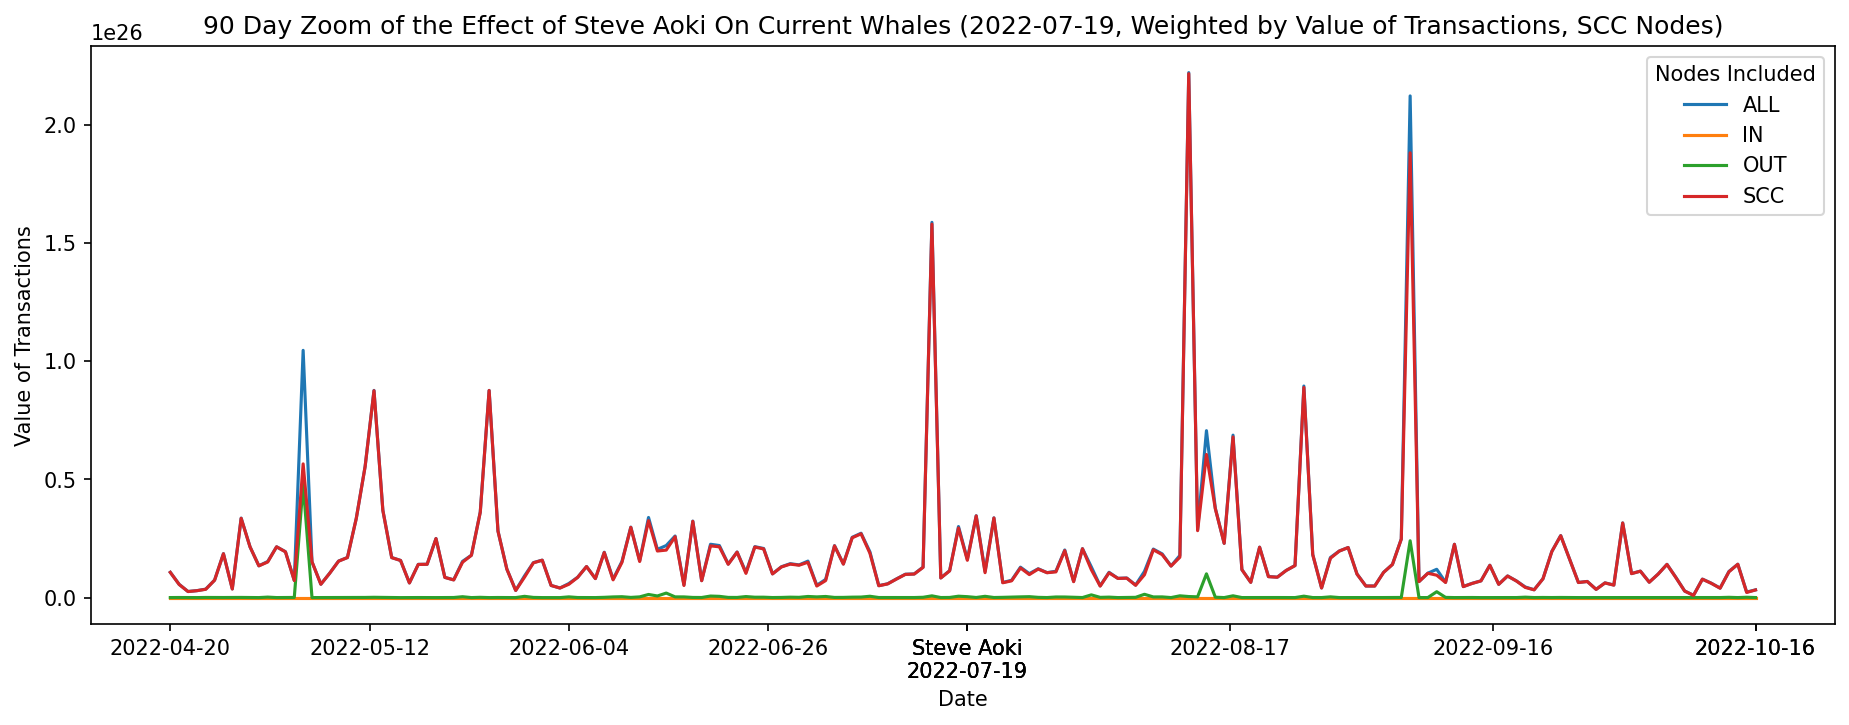 90 Day Zoom of the Effect of Steve Aoki On Current Whales (2022-07-19, Weighted by Value of Transactions, SCC Nodes)
1e26
Nodes Included
ALL
IN
OUT
SCC
Value of Transactions
2.0
1.5
1.0
0.5
0.0
2022-04-20
2022-05-12
2022-06-04
2022-06-26
Steve Aoki
2022-07-19
2022-08-17
2022-09-16
2022-10-16
Date